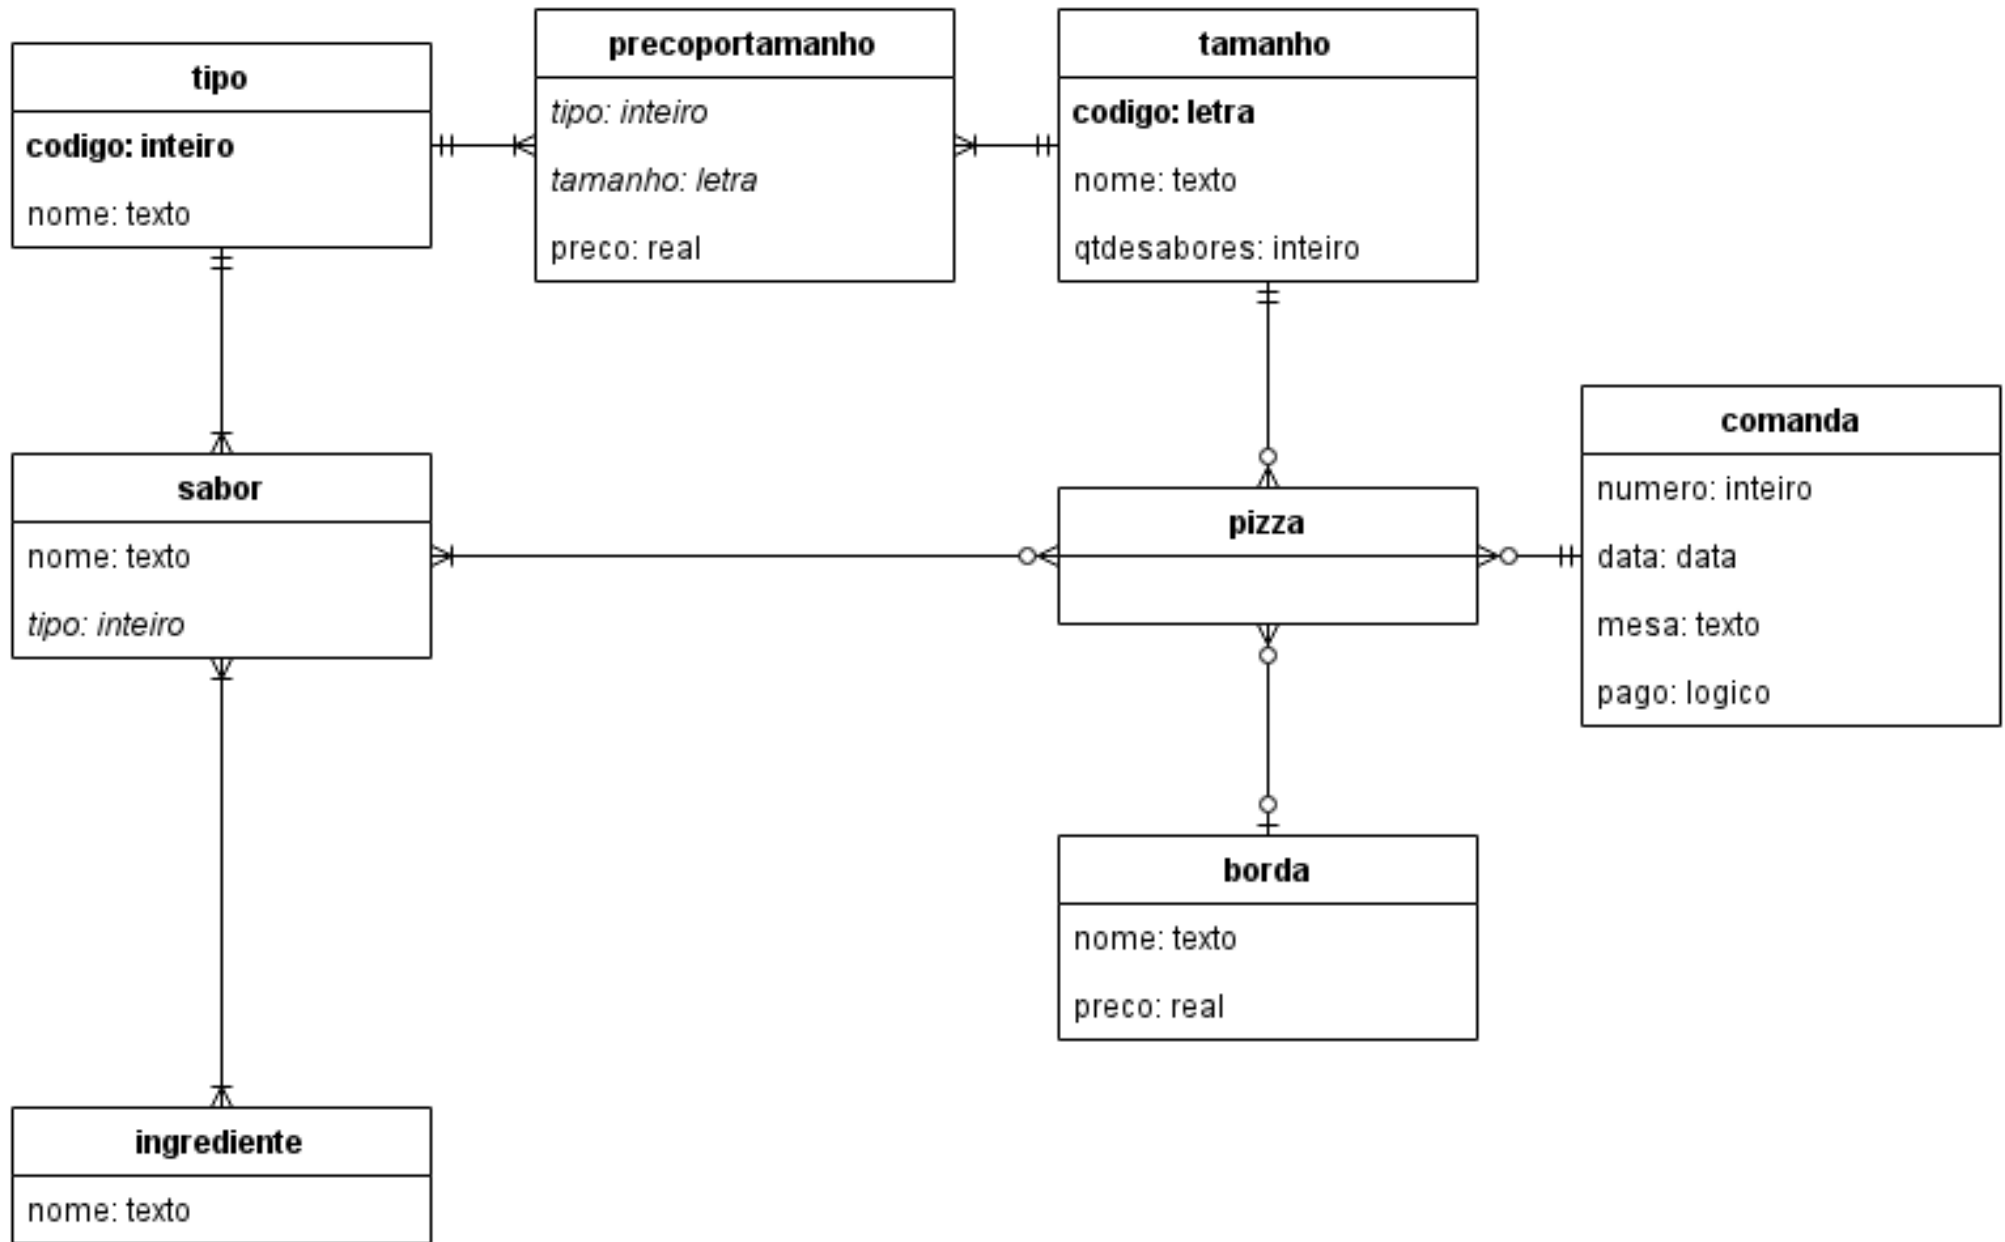 tipo
codigo: inteiro
nome: texto
precoportamanho
tipo: inteiro
tamanho: letra
preco: real
tamanho
codigo: letra
nome: texto
qtdesabores: inteiro
sabor
nome: texto
tipo: inteiro
pizza
comanda
numero: inteiro
data: data
mesa: texto
pago: logico
borda
nome: texto
preco: real
ingrediente
nome: texto